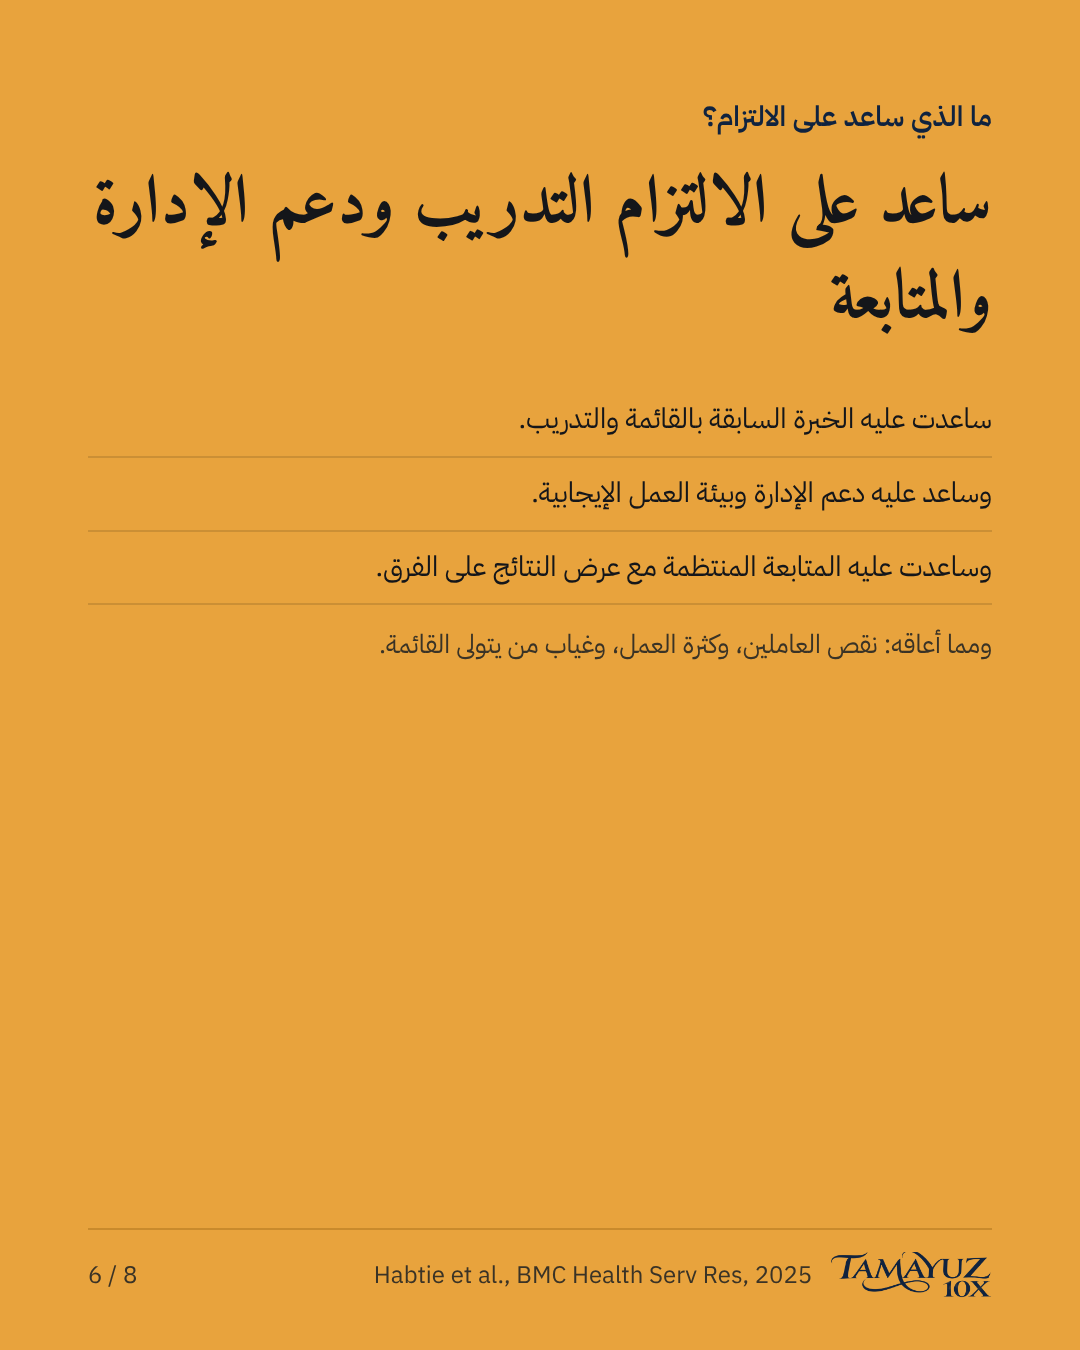 ما الذي ساعد على الالتزام؟
ساعد على الالتزام التدريب ودعم الإدارة
والمتابعة
ساعدت عليه الخبرة السابقة بالقائمة والتدريب.
وساعد عليه دعم الإدارة وبيئة العمل الإيجابية.
وساعدت عليه المتابعة المنتظمة مع عرض النتائج على الفرق.
ومما أعاقه: نقص العاملين، وكثرة العمل، وغياب من يتولى القائمة.
6 / 8
Habtie et al., BMC Health Serv Res, 2025
TAMAYUZ
10X